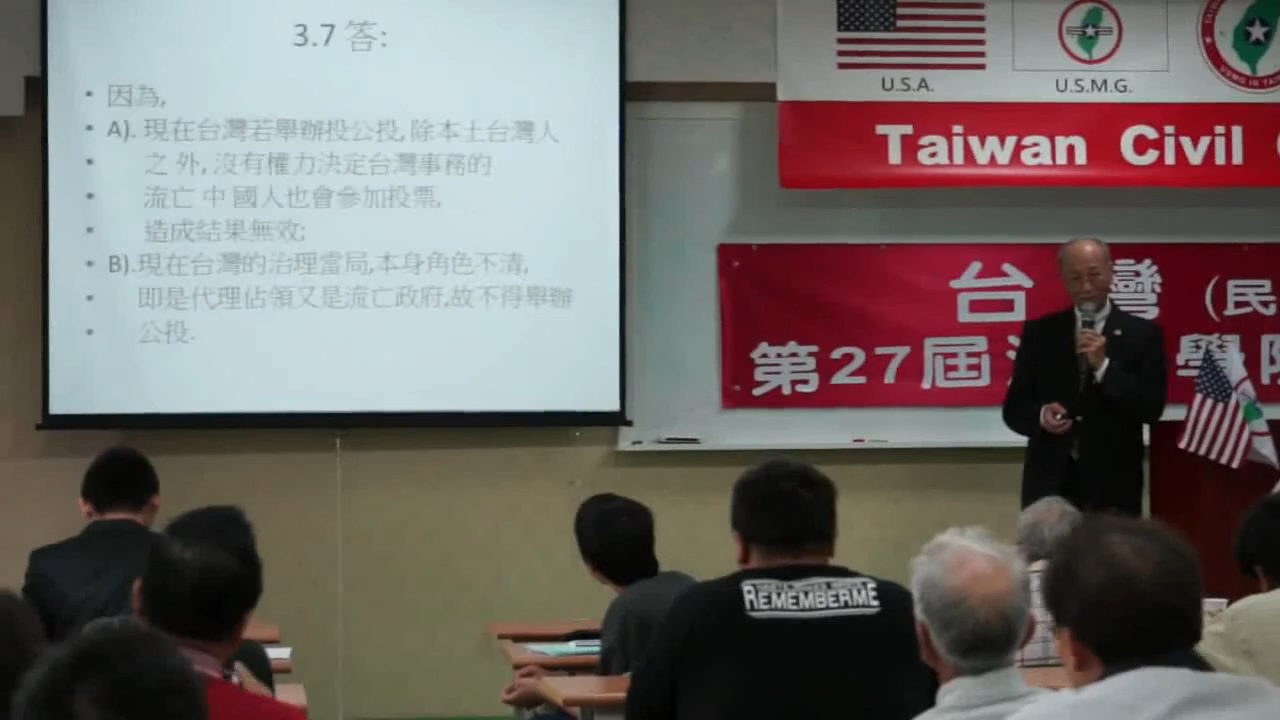 3.7 答:
• 因為,
• A). 現在台灣若舉辦投公投, 除本土台灣人
• 之 外, 沒有權力決定台灣事務的
• 流亡 中 國人也會參加投票,
• 造成結果無效;
• B).現在台灣的治理當局,本身角色不清,
• 即是代理佔領又是流亡政府,故不得舉辦
• 公投.
U.S.A.
U.S.M.G.
USMG IN TA
Taiwan Civil
台灣 (民
第27屆 學院
REMEMBERME